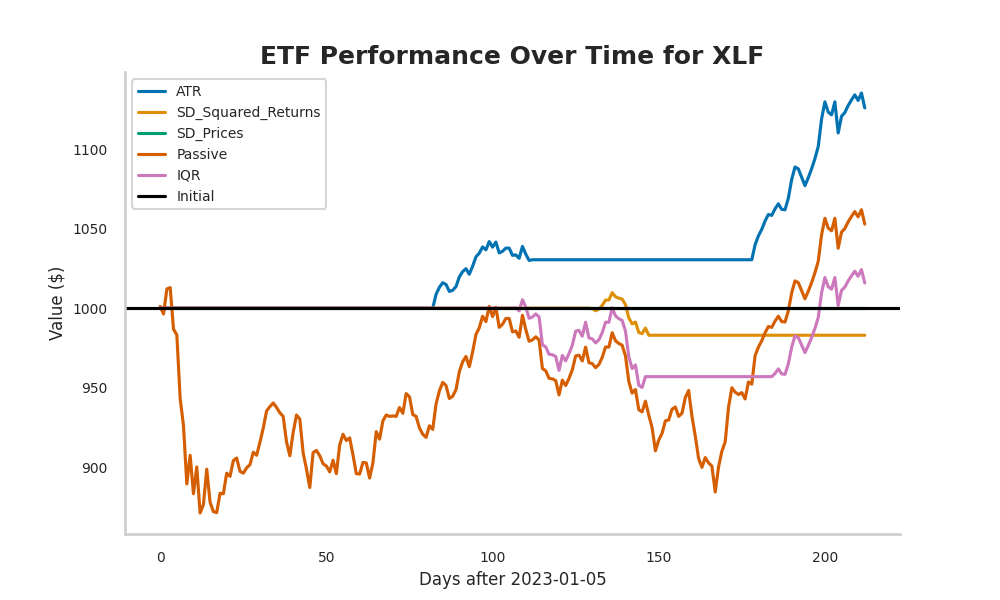 ETF Performance Over Time for XLF
ATR
SD_Squared_Returns
SD_Prices
Passive
IQR
Initial
1100
1050
1000
950
900
Value ($)
0 50 100 150 200
Days after 2023-01-05